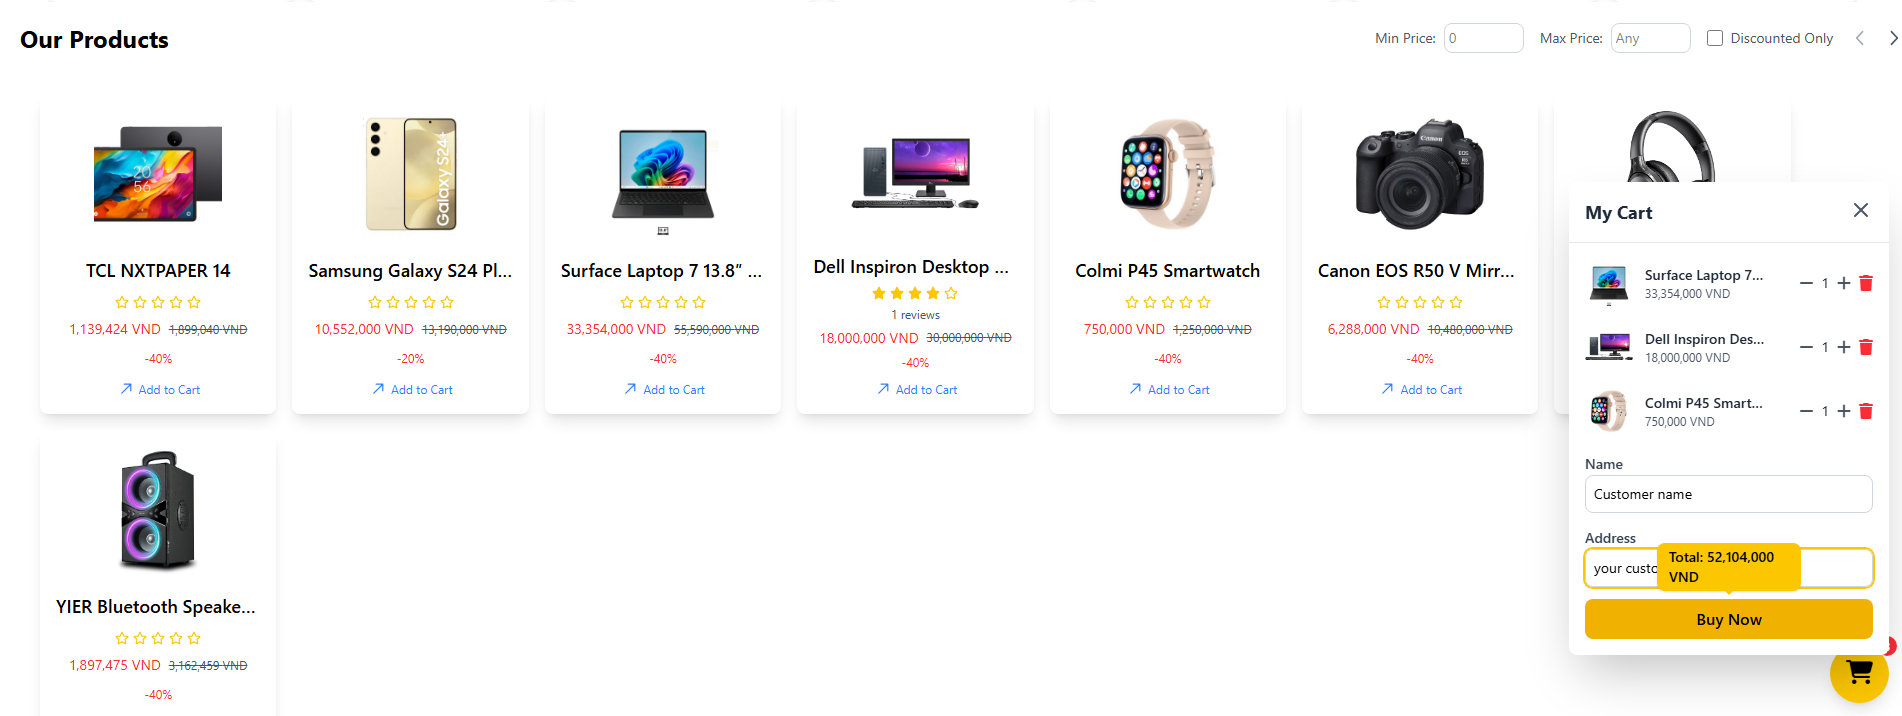 Our Products
Min Price: 0 Max Price: Any Discounted Only
TCL NXTPAPER 14
1,139,424 VND 1,899,040 VND
-40%
Add to Cart
Galaxy S24+
Samsung Galaxy S24 Pl...
10,552,000 VND 13,190,000 VND
-20%
Add to Cart
Surface Laptop 7 13.8” ...
33,354,000 VND 55,590,000 VND
-40%
Add to Cart
Dell Inspiron Desktop ...
1 reviews
18,000,000 VND 30,000,000 VND
-40%
Add to Cart
Colmi P45 Smartwatch
750,000 VND 1,250,000 VND
-40%
Add to Cart
Canon
EOS
R6
Canon EOS R50 V Mirr...
6,288,000 VND 10,480,000 VND
-40%
Add to Cart
YIER Bluetooth Speake...
1,897,475 VND 3,162,459 VND
-40%
My Cart
Surface Laptop 7...
33,354,000 VND
1
Dell Inspiron Des...
18,000,000 VND
1
Colmi P45 Smart...
750,000 VND
1
Name
Customer name
Address
your custo
Total: 52,104,000
VND
Buy Now